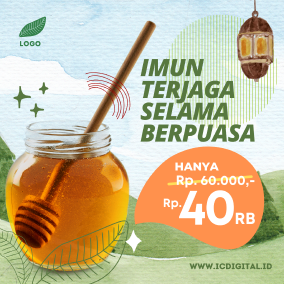 LOGO
IMUN
TERJAGA
SELAMA
BERPUASA
HANYA
Rp. 60.000,-
Rp. 40 RB
WWW.ICDIGITAL.ID